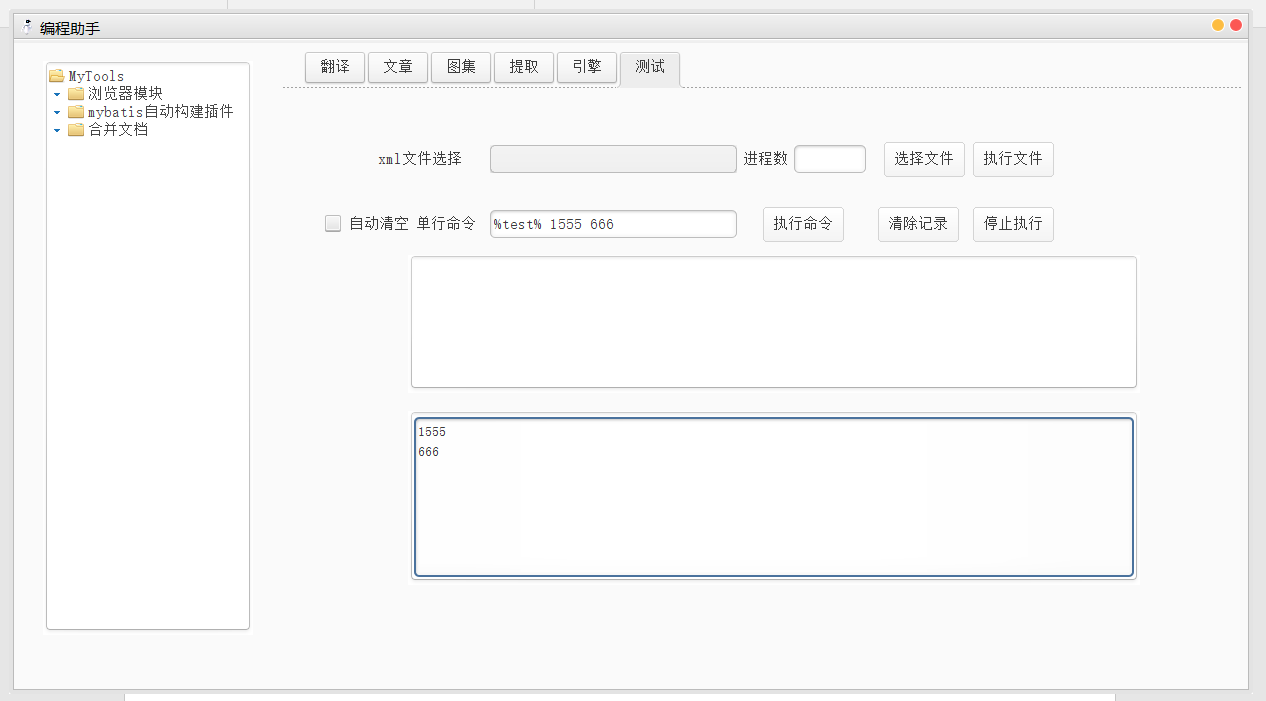 编程助手
MyTools
浏览器模块
mybatis自动构建插件
合并文档
翻译 文章 图集 提取 引擎 测试
xml文件选择 进程数 选择文件 执行文件
自动清空 单行命令 %test% 1555 666 执行命令 清除记录 停止执行
1555
666